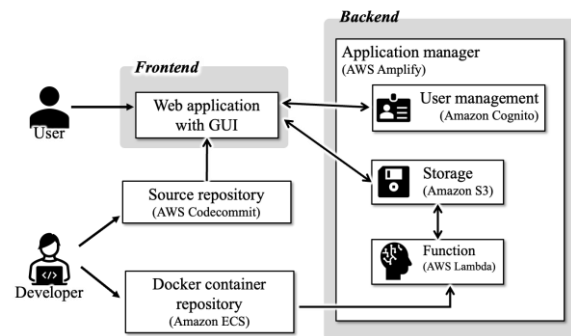 Backend
Frontend
Application manager
(AWS Amplify)
User
Web application
with GUI
User management
(Amazon Cognito)
Source repository
(AWS Codecommit)
Storage
(Amazon S3)
Developer
Docker container
repository
(Amazon ECS)
Function
(AWS Lambda)